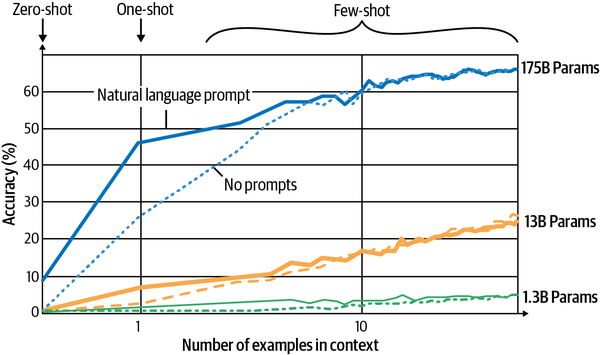 Zero-shot
One-shot
Few-shot
175B Params
Natural language prompt
No prompts
13B Params
1.3B Params
Accuracy (%)
60
50
40
30
20
10
0
1
10
Number of examples in context